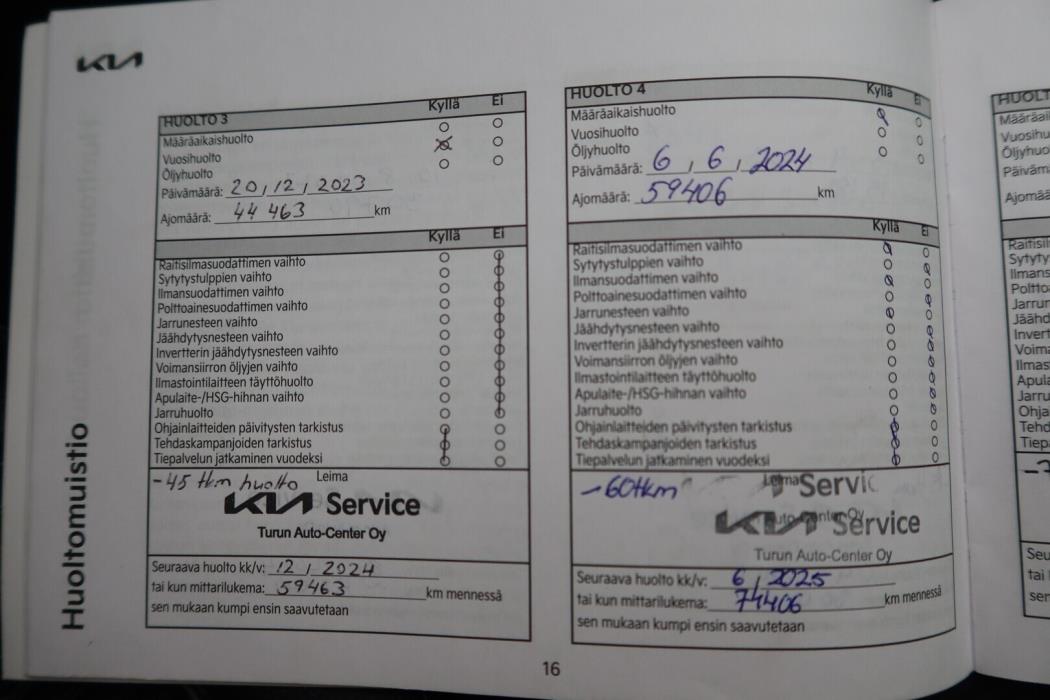 KIA
Huoltomuistio
HUOLTO 3 Kyllä Ei
Määräaikaishuolto
Vuosihuolto
Öljyhuolto
Päivämäärä: 20 / 12 / 2023
Ajomäärä: 44 463 km
Kyllä Ei
Raitisilmasuodattimen vaihto
Sytytystulppien vaihto
Ilmansuodattimen vaihto
Polttoainesuodattimen vaihto
Jarrunesteen vaihto
Jäähdytysnesteen vaihto
Invertterin jäähdytysnesteen vaihto
Voimansiirron öljyjen vaihto
Ilmastointilaitteen täyttöhuolto
Apulaite-/HSG-hihnan vaihto
Jarruhuolto
Ohjainlaitteiden päivitysten tarkistus
Tehdaskampanjoiden tarkistus
Tiepalvelun jatkaminen vuodeksi
-45 tkm huolto Leima
KIA Service
Turun Auto-Center Oy
Seuraava huolto kk/v: 12 / 2024
tai kun mittarilukema: 59463 km mennessä
sen mukaan kumpi ensin saavutetaan
HUOLTO 4 Kyllä Ei
Määräaikaishuolto
Vuosihuolto
Öljyhuolto
Päivämäärä: 6 / 6 / 2024
Ajomäärä: 59406 km
Kyllä Ei
Raitisilmasuodattimen vaihto
Sytytystulppien vaihto
Ilmansuodattimen vaihto
Polttoainesuodattimen vaihto
Jarrunesteen vaihto
Jäähdytysnesteen vaihto
Invertterin jäähdytysnesteen vaihto
Voimansiirron öljyjen vaihto
Ilmastointilaitteen täyttöhuolto
Apulaite-/HSG-hihnan vaihto
Jarruhuolto
Ohjainlaitteiden päivitysten tarkistus
Tehdaskampanjoiden tarkistus
Tiepalvelun jatkaminen vuodeksi
-60tkm Leima Servic
KIA Service
Turun Auto-Center Oy
Seuraava huolto kk/v: 6 / 2025
tai kun mittarilukema: 74406 km mennessä
sen mukaan kumpi ensin saavutetaan
16